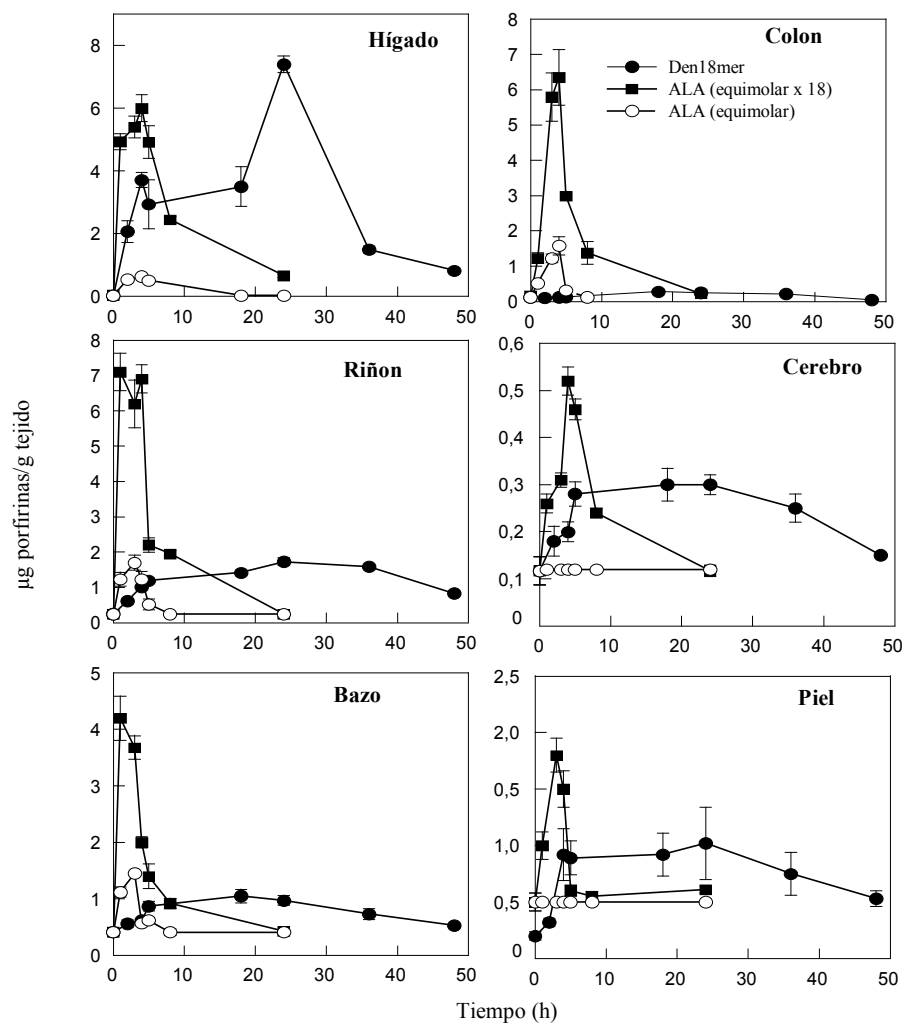 Hígado
8
6
4
2
0
0 10 20 30 40 50
Colon
Den18mer
ALA (equimolar x 18)
ALA (equimolar)
8
7
6
5
4
3
2
1
0
0 10 20 30 40 50
Riñon
8
7
6
5
4
3
2
1
0
0 10 20 30 40 50
Cerebro
0,6
0,5
0,4
0,3
0,2
0,1
0
0 10 20 30 40 50
Bazo
5
4
3
2
1
0
0 10 20 30 40 50
Piel
2,5
2,0
0,5
1,0
0,5
0
0 10 20 30 40 50
µg porfirinas/g tejido
Tiempo (h)